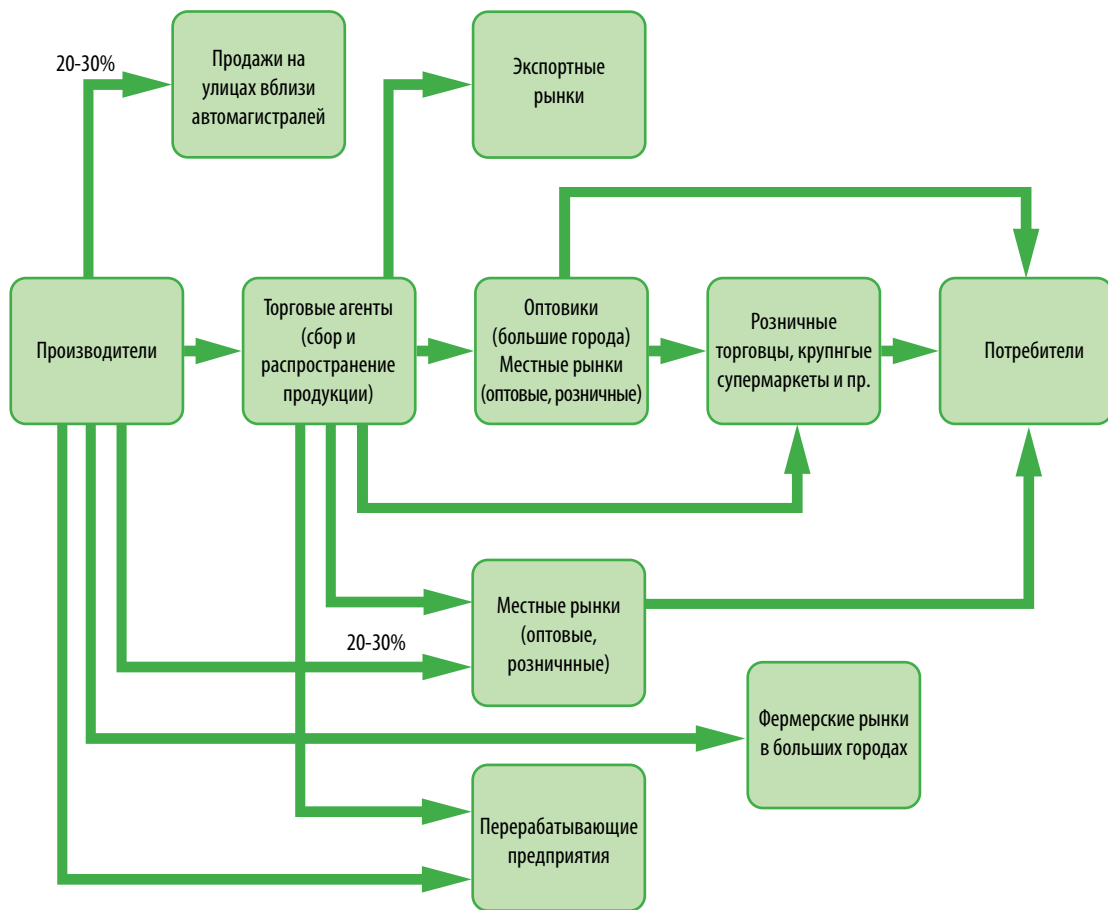 20-30%
Продажи на
улицах вблизи
автомагистралей
Экспортные
рынки
Производители
Торговые агенты
(сбор и
распространение
продукции)
Оптовики
(большие города)
Местные рынки
(оптовые, розничные)
Розничные
торговцы, крупнгые
супермаркеты и пр.
Потребители
Местные рынки
(оптовые,
розничнные)
20-30%
Фермерские рынки
в больших городах
Перерабатывающие
предприятия